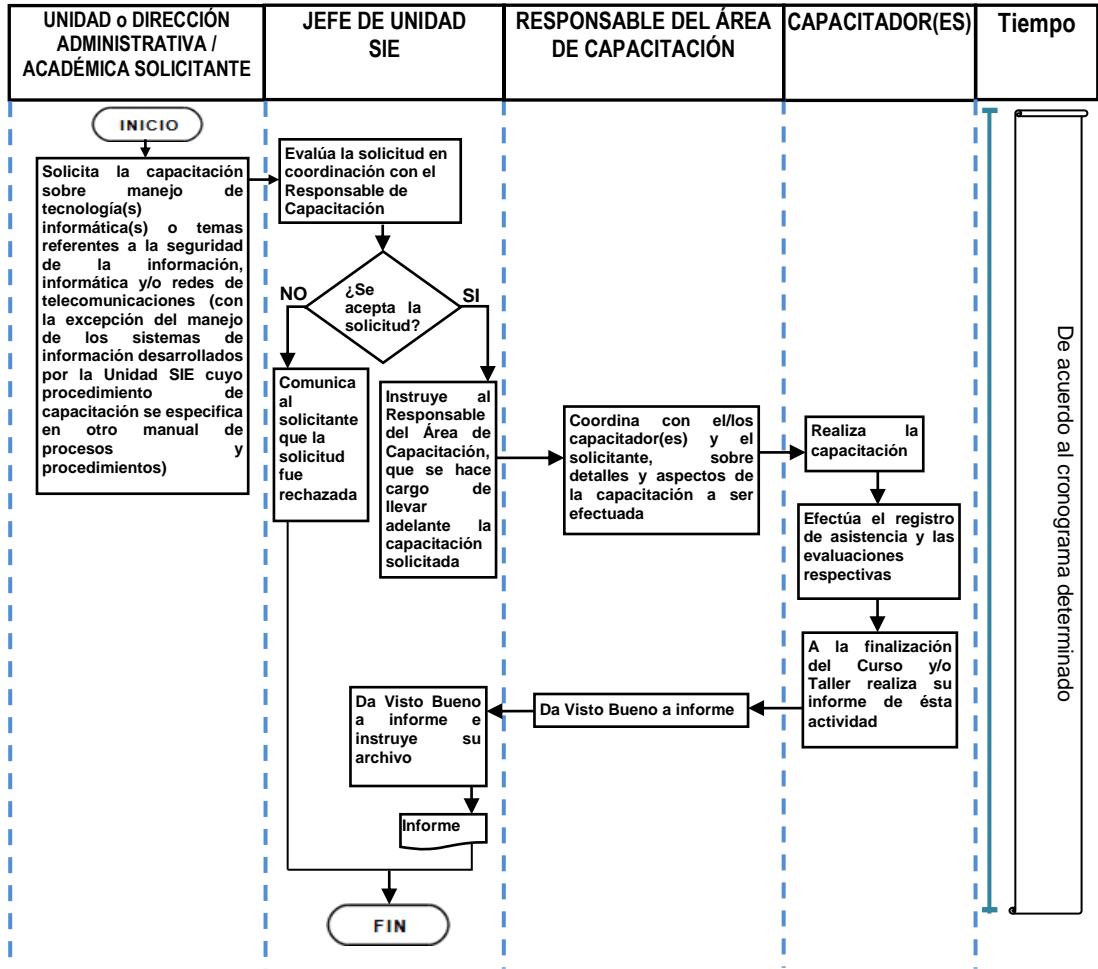 UNIDAD o DIRECCIÓN
ADMINISTRATIVA /
ACADÉMICA SOLICITANTE
JEFE DE UNIDAD
SIE
RESPONSABLE DEL ÁREA
DE CAPACITACIÓN
CAPACITADOR(ES)
Tiempo
INICIO
Solicita la capacitación
sobre manejo de
tecnología(s)
informática(s) o temas
referentes a la seguridad
de la información,
informática y/o redes de
telecomunicaciones (con
la excepción del manejo
de los sistemas de
información desarrollados
por la Unidad SIE cuyo
procedimiento de
capacitación se especifica
en otro manual de
procesos y
procedimientos)
Evalúa la solicitud en
coordinación con el
Responsable de
Capacitación
¿Se
acepta la
solicitud?
NO
SI
Comunica
al
solicitante
que la
solicitud
fue
rechazada
Instruye al
Responsable
del Área de
Capacitación,
que se hace
cargo de
llevar
adelante la
capacitación
solicitada
Coordina con el/los
capacitador(es) y el
solicitante, sobre
detalles y aspectos de
la capacitación a ser
efectuada
Realiza la
capacitación
Efectúa el registro
de asistencia y las
evaluaciones
respectivas
A la finalización
del Curso y/o
Taller realiza su
informe de ésta
actividad
Da Visto Bueno a informe
Da Visto Bueno
a informe e
instruye su
archivo
Informe
FIN
De acuerdo al cronograma determinado